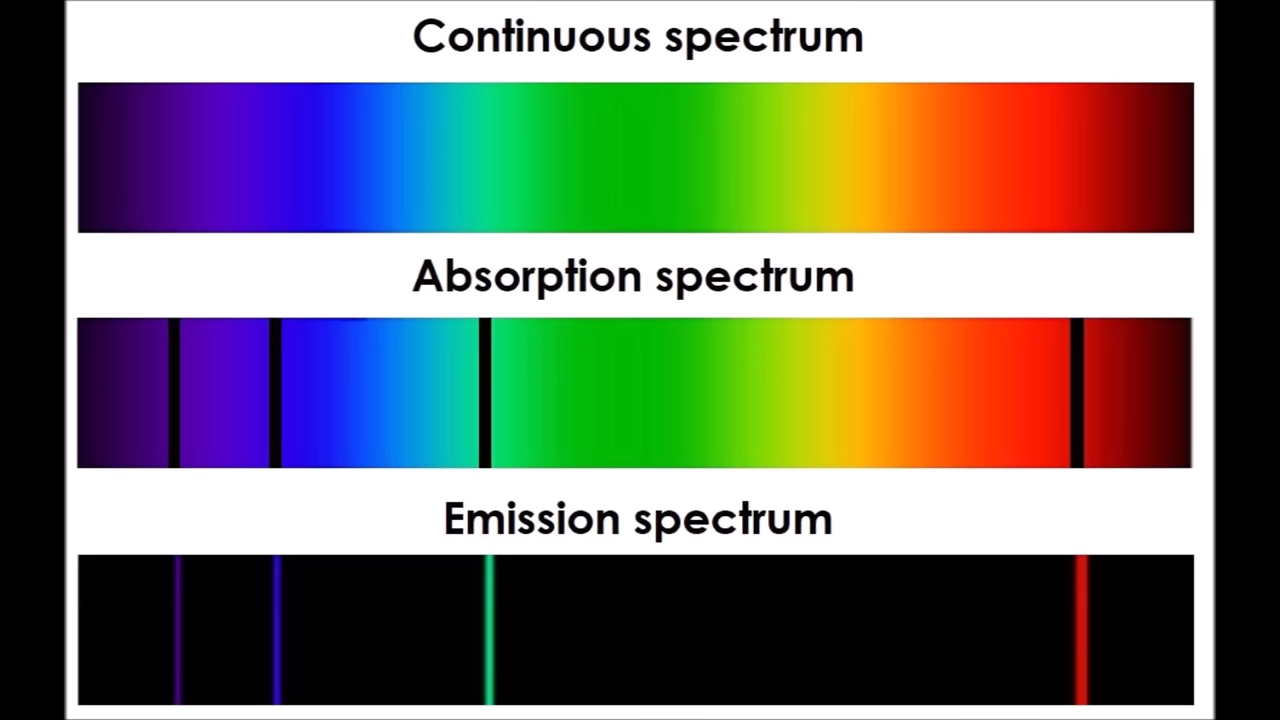 Continuous spectrum
Absorption spectrum
Emission spectrum